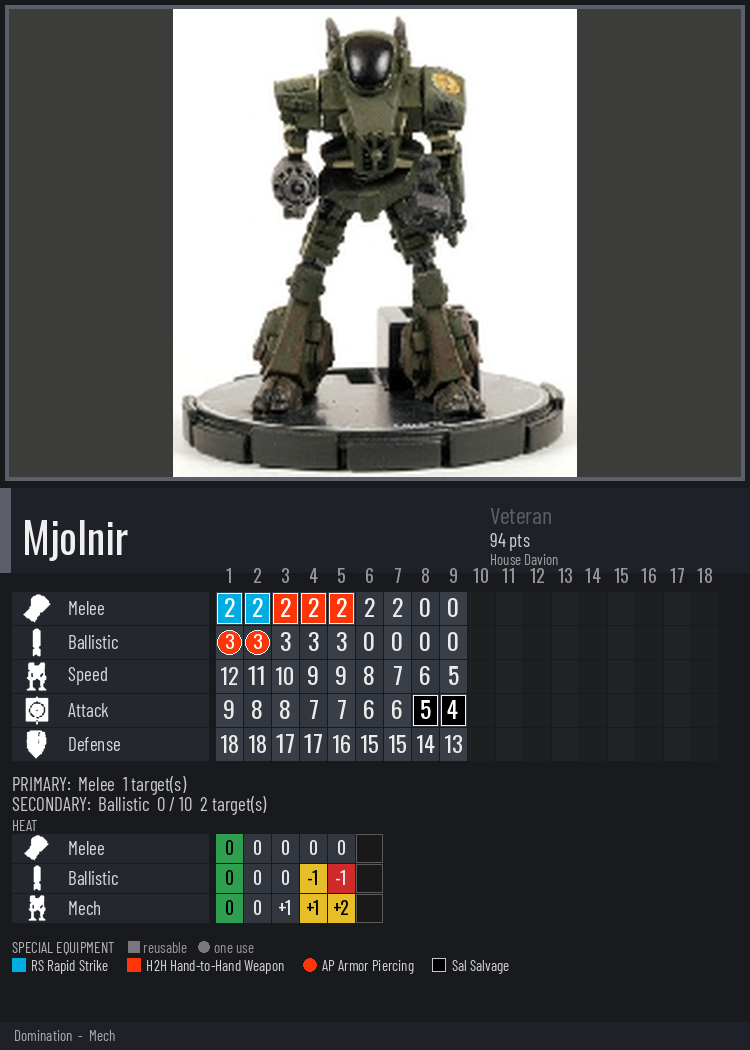 Mjolnir
Veteran
94 pts
House Davion
1 2 3 4 5 6 7 8 9 10 11 12 13 14 15 16 17 18
Melee 2 2 2 2 2 2 2 0 0
Ballistic 3 3 3 3 3 0 0 0 0
Speed 12 11 10 9 9 8 7 6 5
Attack 9 8 8 7 7 6 6 5 4
Defense 18 18 17 17 16 15 15 14 13
PRIMARY: Melee 1 target(s)
SECONDARY: Ballistic 0 / 10 2 target(s)
HEAT
Melee 0 0 0 0 0
Ballistic 0 0 0 -1 -1
Mech 0 0 +1 +1 +2
SPECIAL EQUIPMENT reusable one use
RS Rapid Strike H2H Hand-to-Hand Weapon AP Armor Piercing Sal Salvage
Domination - Mech